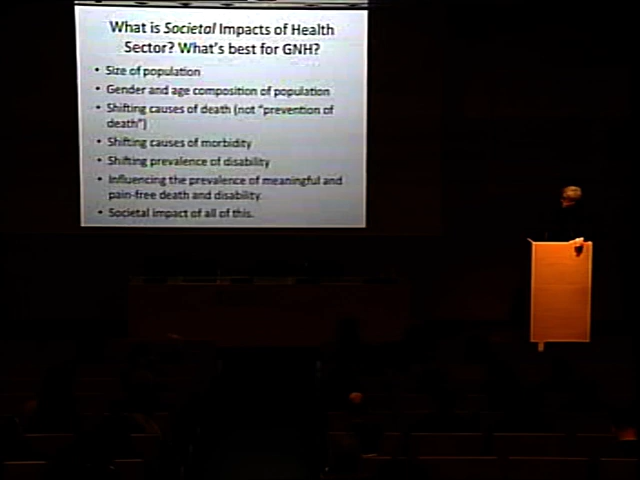 What is Societal Impacts of Health
Sector? What's best for GNH?
• Size of population
• Gender and age composition of population
• Shifting causes of death (not "prevention of
death")
• Shifting causes of morbidity
• Shifting prevalence of disability
• Influencing the prevalence of meaningful and
pain-free death and disability.
• Societal impact of all of this.